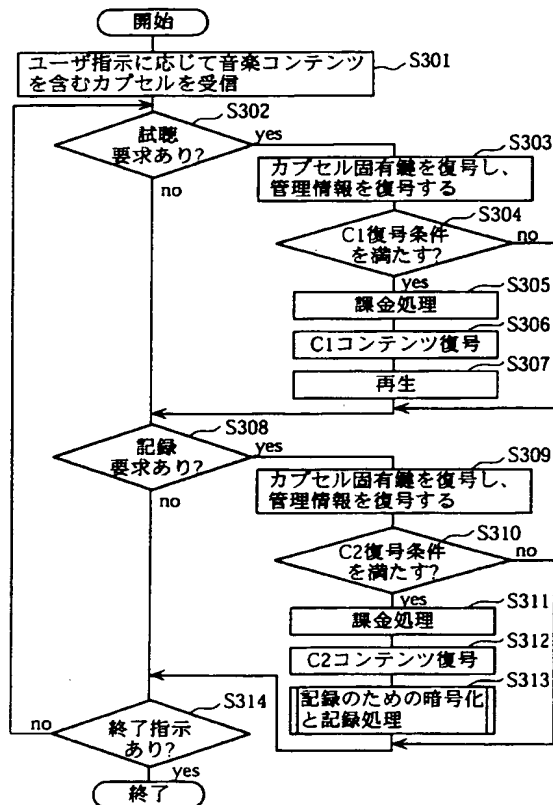 開始
ユーザ指示に応じて音楽コンテンツ
を含むカプセルを受信
S301
S302
試聴
要求あり?
yes
no
S303
カプセル固有鍵を復号し、
管理情報を復号する
S304
C1復号条件
を満たす?
no
yes
S305
課金処理
S306
C1コンテンツ復号
S307
再生
S308
記録
要求あり?
yes
no
S309
カプセル固有鍵を復号し、
管理情報を復号する
S310
C2復号条件
を満たす?
no
yes
S311
課金処理
S312
C2コンテンツ復号
S313
記録のための暗号化
と記録処理
S314
終了指示
あり?
no
yes
終了